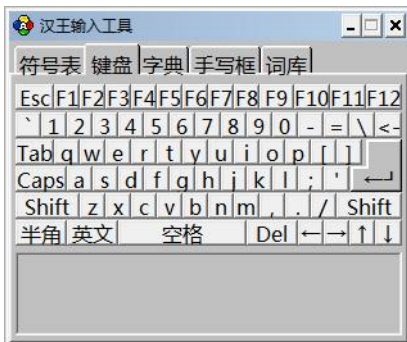 汉王输入工具
符号表 键盘 字典 手写框 词库
Esc F1 F2 F3 F4 F5 F6 F7 F8 F9 F10 F11 F12
` 1 2 3 4 5 6 7 8 9 0 - = \ <-
Tab q w e r t y u i o p [ ]
Caps a s d f g h j k l ; ' ←┘
Shift z x c v b n m , . / Shift
半角 英文 空格 Del ← → ↑ ↓